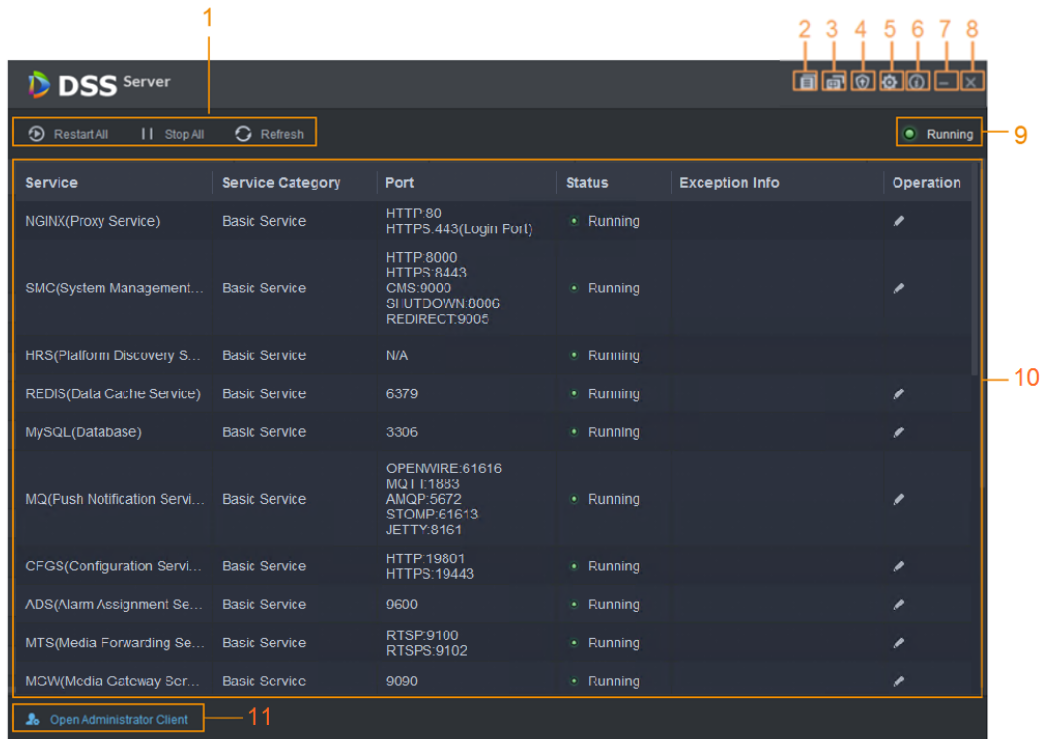 1
2 3 4 5 6 7 8
DSS Server
Restart All Stop All Refresh
Running
9
Service Service Category Port Status Exception Info Operation
NGINX(Proxy Service) Basic Service HTTP:80 Running
HTTPS:443(Login Port)
HTTP:8000
HTTPS:8443
SMC(System Management... Basic Service CMS:9000 Running
SHUTDOWN:8006
REDIRECT:9005
HRS(Platform Discovery S... Basic Service N/A Running
10
REDIS(Data Cache Service) Basic Service 6379 Running
MySQL(Database) Basic Service 3306 Running
OPENWIRE:61616
MQTT:1883
MQ(Push Notification Servi... Basic Service AMQP:5672 Running
STOMP:61613
JETTY:8161
CFGS(Configuration Servi... Basic Service HTTP:19801 Running
HTTPS:19443
ADS(Alarm Assignment Se... Basic Service 9600 Running
MTS(Media Forwarding Se... Basic Service RTSP:9100 Running
RTSPS:9102
MGW(Media Gateway Ser... Basic Service 9090 Running
Open Administrator Client
11